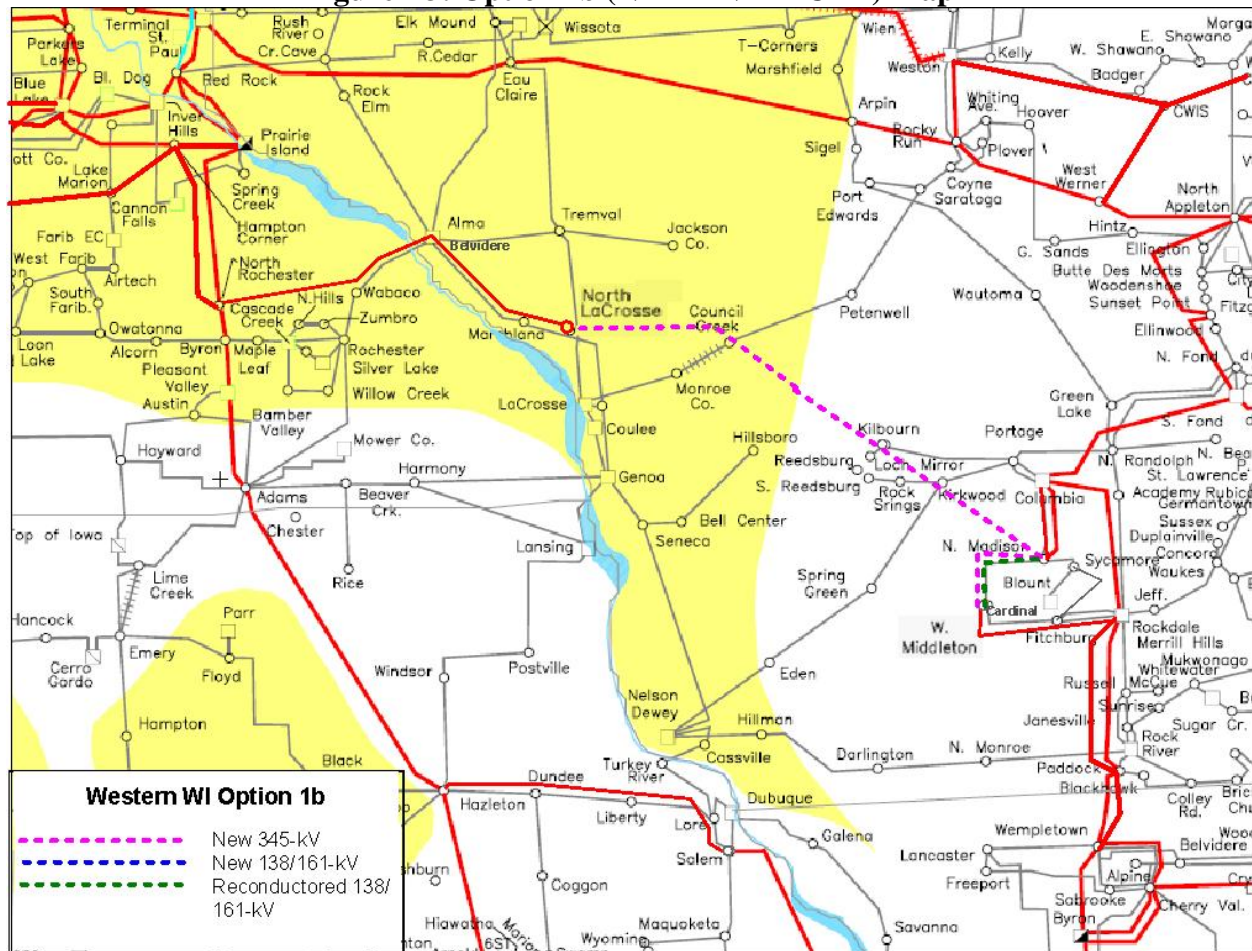 Terminal
St.
Paul
Parkers
Lake
Bl. Dog
Blue
Lake
Rush
River
Cr. Cave
Elk Mound
R.Cedar
Wissota
Eau
Claire
T-Corners
Marshfield
Wien
Weston
Kelly
W. Shawano
E. Shawano
Badger
Morga
Red Rock
Rock
Elm
Inver
Hills
Prairie
Island
Arpin
Sigel
Rocky
Run
Whiting
Ave.
Hoover
Plover
CWIS
ott Co.
Lake
Marion
Cannon
Falls
Spring
Creek
Hampton
Corner
Port
Edwards
Coyne
Saratoga
West
Werner
North
Appleton
Farib EC
West Farib
Airtech
South
Farib.
North
Rochester
Alma
Belvidere
Tremval
Jackson
Co.
Hintz
G. Sands
Ellington
Butte Des Morts
Woodenshoe
Sunset Point
Ellinwood
City
Fitzg
N. Hills
Wabaco
Cascade
Creek
Zumbro
Owatanna
Loon
Lake
Alcorn
Byron
Maple
Leaf
Rochester
Silver Lake
Willow Creek
Pleasant
Valley
Austin
Marshland
North
LaCrosse
Council
Creek
Petenwell
Wautoma
N. Fond
Monroe
Co.
LaCrosse
Coulee
Genoa
Green
Lake
S. Fond
Bamber
Valley
Hayward
Mower Co.
Harmony
Adams
Beaver
Crk.
Chester
Rice
Hillsboro
Kilbourn
Reedsburg
Loch Mirror
S. Reedsburg
Rock
Srings
Kirkwood
Portage
Columbia
N. Randolph
N. Bea
St. Lawrence
Academy
Rubic
Germantown
Sussex
Duplainville
Concord
Waukes
Bell Center
Seneca
Lansing
N. Madison
Sycamore
Blount
Cardinal
Jeff.
Spring
Green
W.
Middleton
Fitchburg
Rockdale
Merrill Hills
Mukwonago
Whitewater
Top of Iowa
Lime
Creek
Hancock
Cerro
Gordo
Emery
Parr
Floyd
Hampton
Black
Windsor
Postville
Eden
Nelson
Dewey
Hillman
Cassville
Darlington
N. Monroe
Russell
McCue
Sunrise
Janesville
Sugar Cr.
Rock
River
Paddock
Blackhawk
Colley
Rd.
Turkey
River
Dundee
Hazleton
Liberty
Lore
Dubuque
Salem
Galena
Wempletown
Lancaster
Freeport
Belvidere
Alpine
Sabrooke
Byron
Cherry Val.
Coggon
Hiawatha
Maquoketa
Wyoming
Savanna
Western WI Option 1b
New 345-kV
New 138/161-kV
Reconductored 138/
161-kV